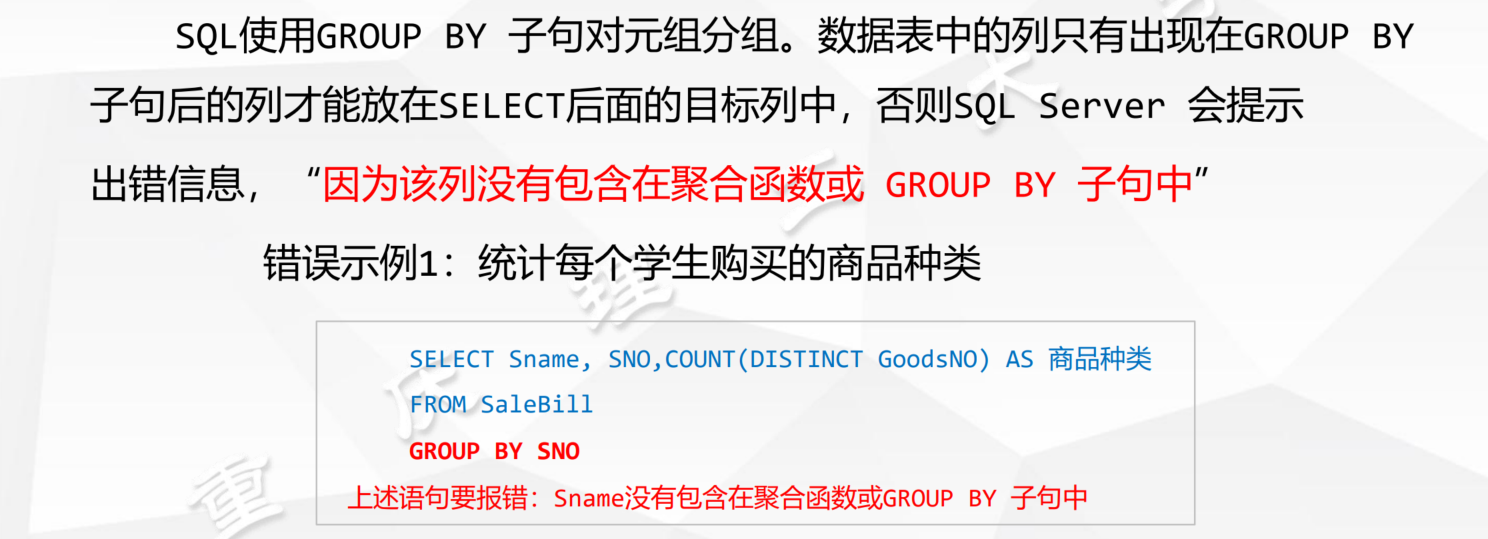 SQL使用GROUP BY 子句对元组分组。数据表中的列只有出现在GROUP BY
子句后的列才能放在SELECT后面的目标列中，否则SQL Server 会提示
出错信息，“因为该列没有包含在聚合函数或 GROUP BY 子句中”
错误示例1：统计每个学生购买的商品种类
SELECT Sname, SNO,COUNT(DISTINCT GoodsNO) AS 商品种类
FROM SaleBill
GROUP BY SNO
上述语句要报错：Sname没有包含在聚合函数或GROUP BY 子句中